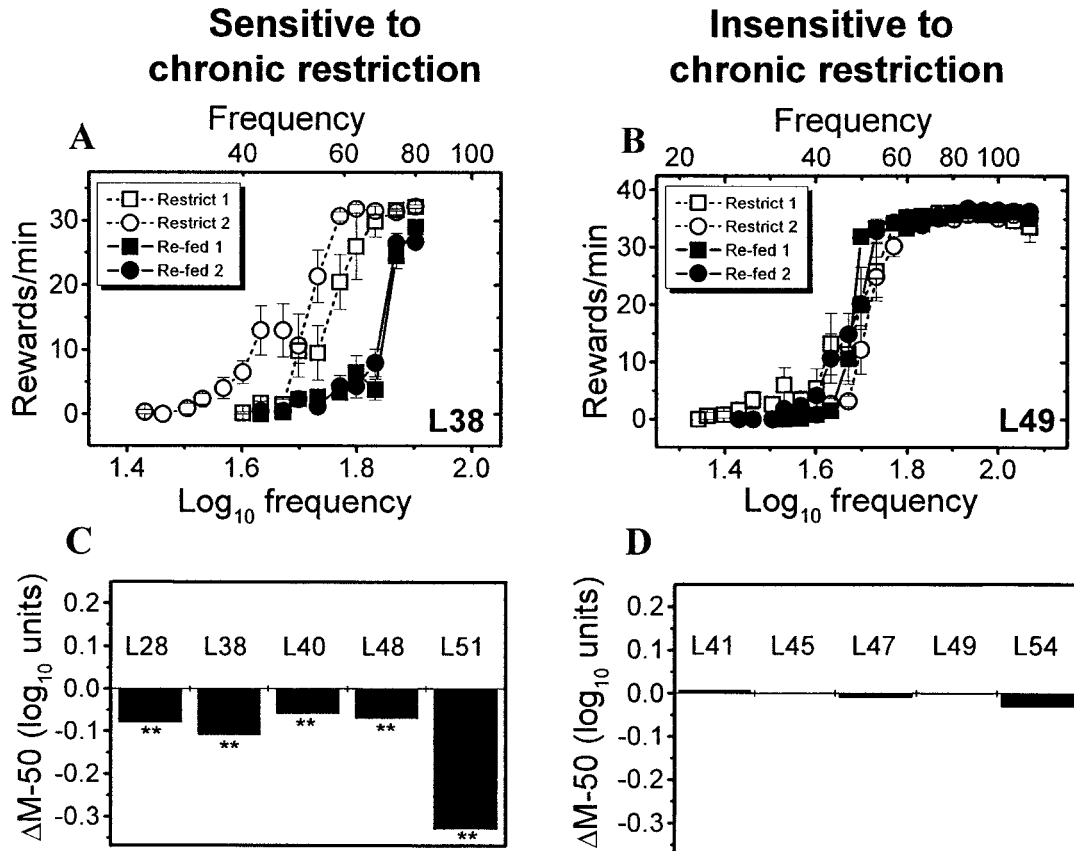 Sensitive to
chronic restriction
Insensitive to
chronic restriction
A
Frequency
40 60 80 100
Rewards/min
30
20
10
0
Restrict 1
Restrict 2
Re-fed 1
Re-fed 2
L38
1.4 1.6 1.8 2.0
Log10 frequency
B
Frequency
20 40 60 80 100
Rewards/min
40
30
20
10
0
Restrict 1
Restrict 2
Re-fed 1
Re-fed 2
L49
1.4 1.6 1.8 2.0
Log10 frequency
C
ΔM-50 (log10 units)
0.2
0.1
0.0
-0.1
-0.2
-0.3
L28 L38 L40 L48 L51
** ** ** ** **
D
ΔM-50 (log10 units)
0.2
0.1
0.0
-0.1
-0.2
-0.3
L41 L45 L47 L49 L54